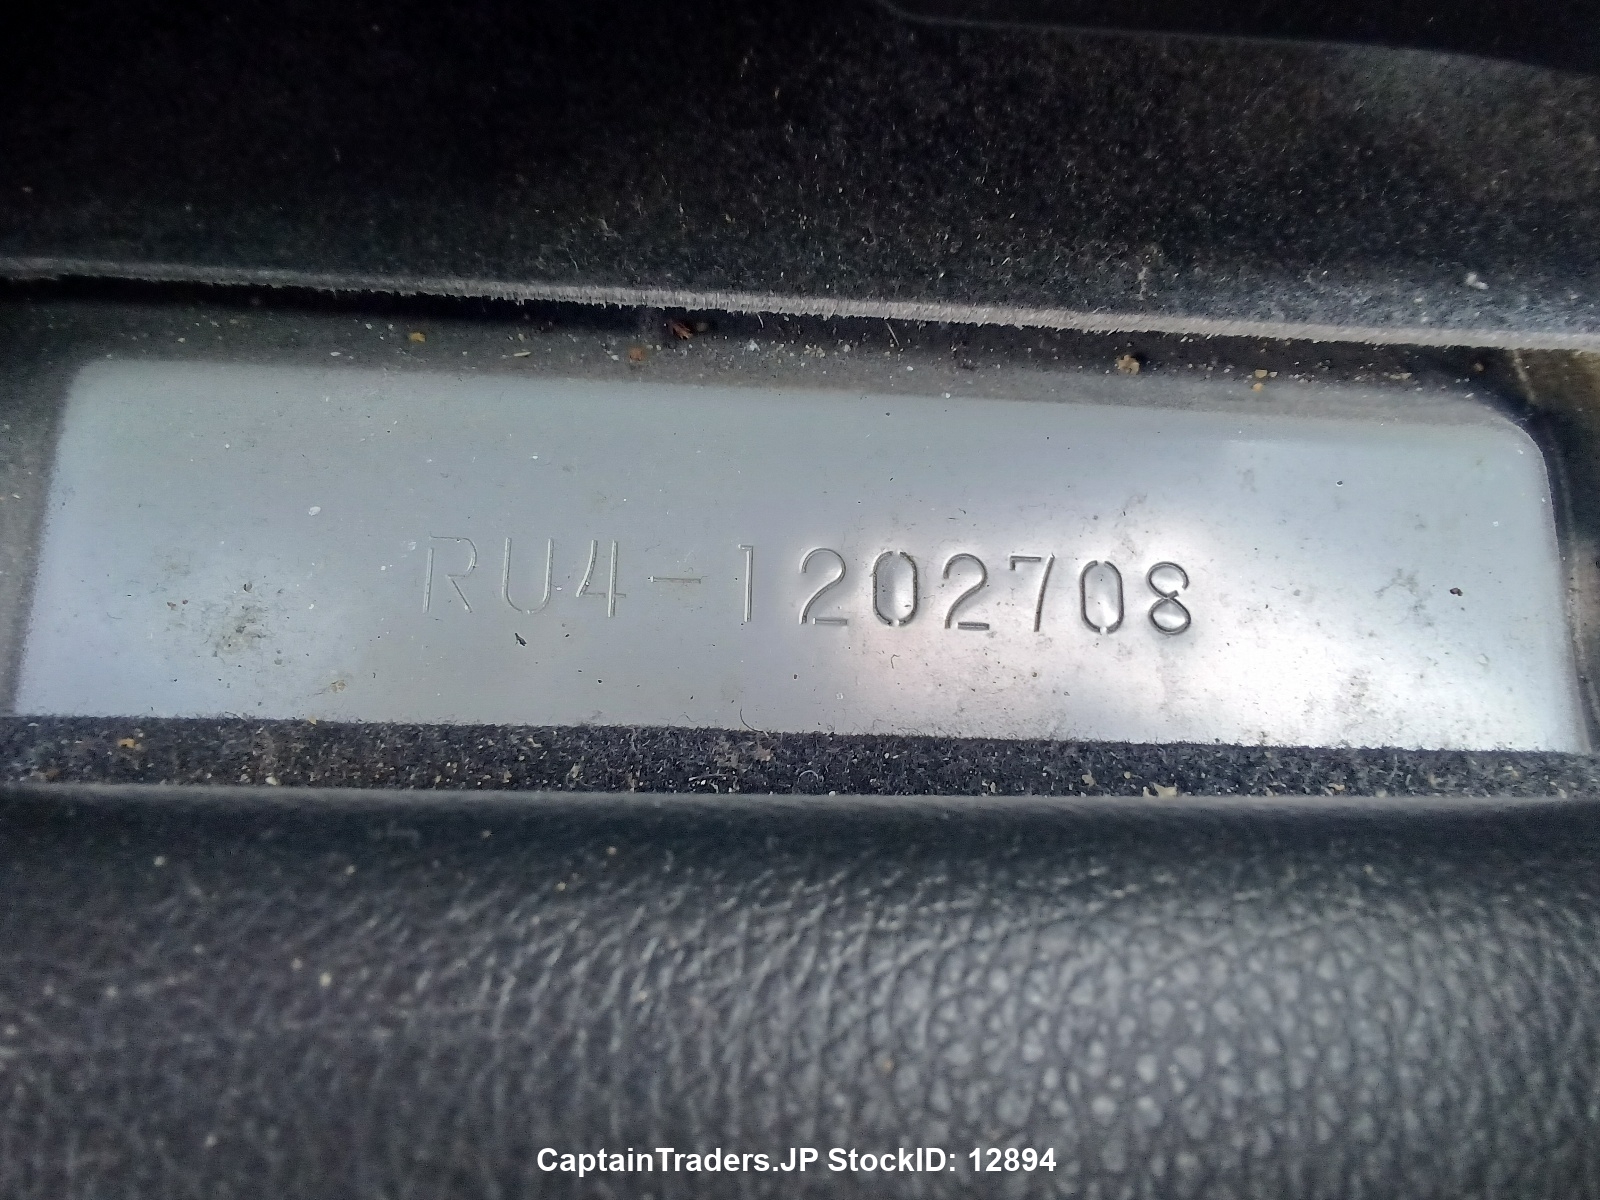 RU4-1202708
CaptainTraders.JP StockID: 12894